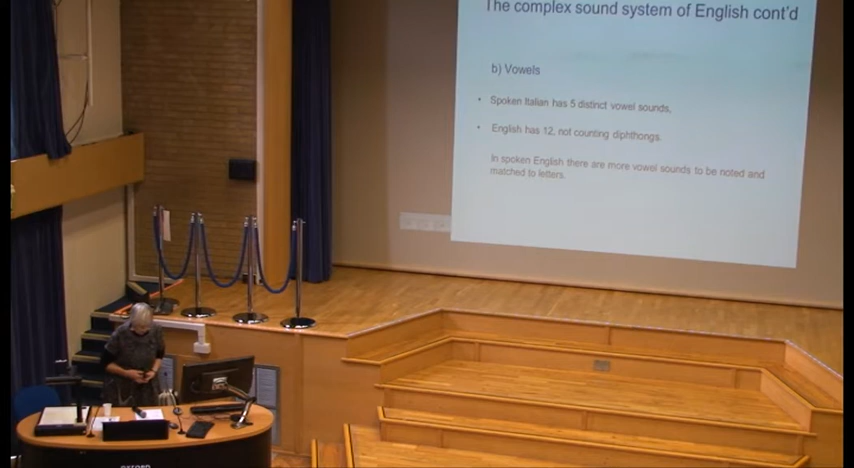 The complex sound system of English cont'd
b) Vowels
• Spoken Italian has 5 distinct vowel sounds,
• English has 12, not counting diphthongs.
In spoken English there are more vowel sounds to be noted and
matched to letters.
OXFORD